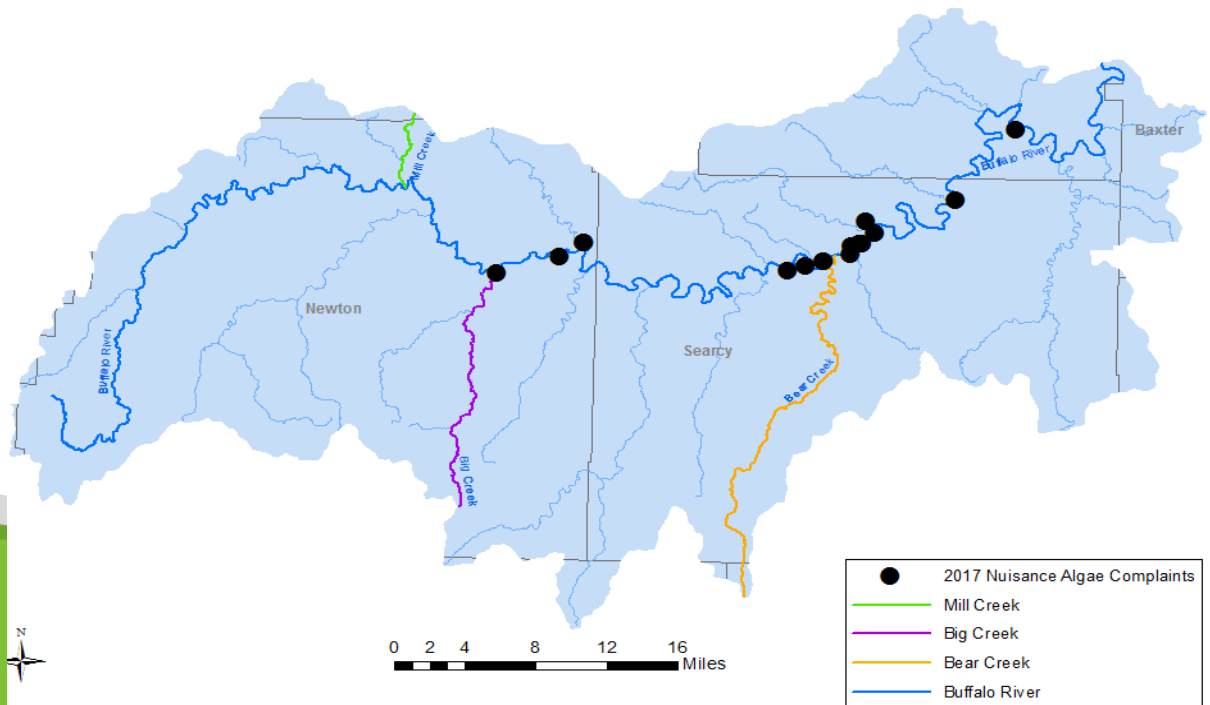 Mill Creek
Baxter
Buffalo River
Newton
Buffalo River
Searcy
Bear Creek
Big Creek
N
0 2 4 8 12 16
Miles
2017 Nuisance Algae Complaints
Mill Creek
Big Creek
Bear Creek
Buffalo River